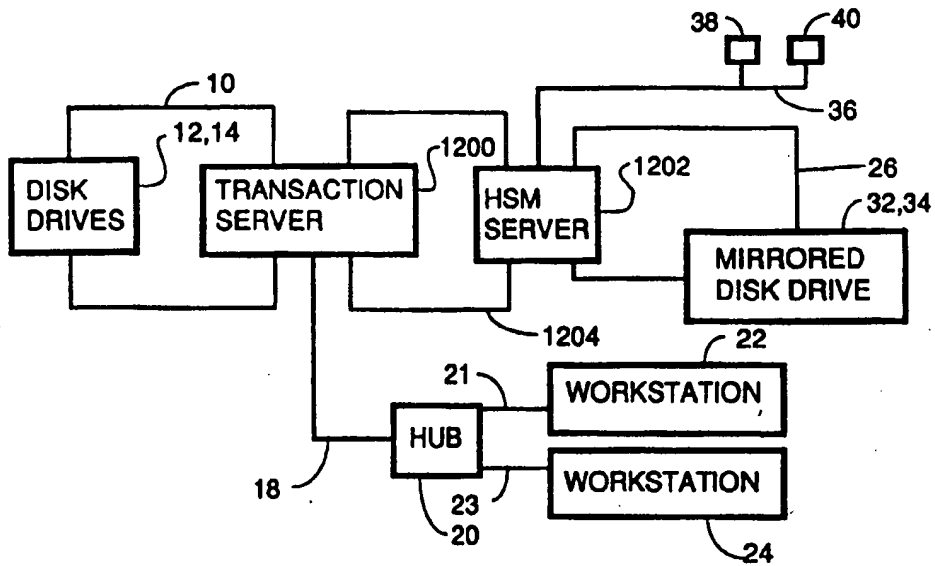 38
40
10
36
12,14
1200
1202
26
DISK
DRIVES
TRANSACTION
SERVER
HSM
SERVER
32,34
MIRRORED
DISK DRIVE
1204
22
21
WORKSTATION
HUB
18
23
WORKSTATION
20
24